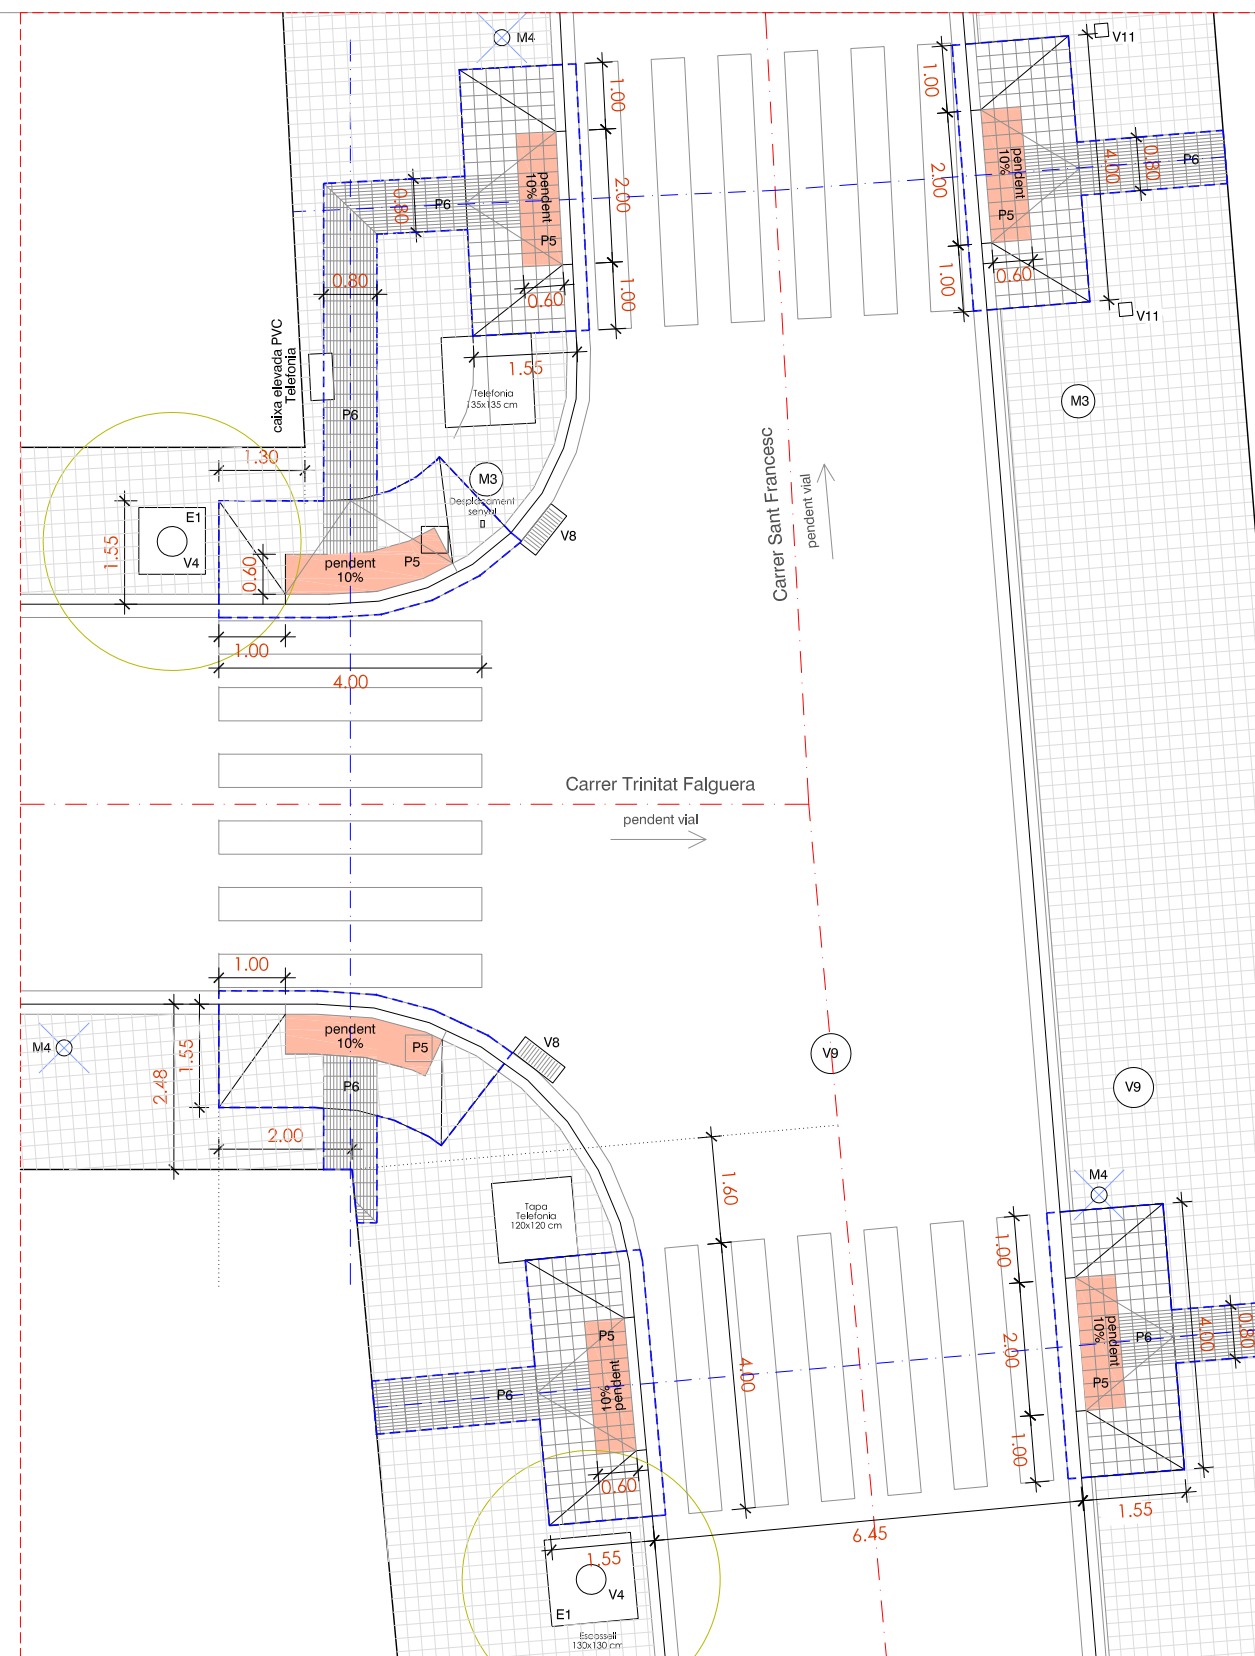 M4
V11
1.00
1.00
pendent
10%
2.00
P5
P6
0.80
pendent
10%
2.00
P5
4.00
0.80
P6
0.80
1.00
0.60
0.60
1.00
V11
caixa elevada PVC
Telefonia
1.55
Telefonia
135x135 cm
P6
M3
1.30
M3
Desplaçament
senyal
V8
E1
V4
1.55
0.60
pendent
10%
P5
1.00
4.00
Carrer Sant Francesc
pendent vial
Carrer Trinitat Falguera
pendent vial
1.00
pendent
10%
P5
V8
M4
2.48
1.55
P6
V9
V9
2.00
1.60
M4
Tapa
Telefonia
120x120 cm
1.00
P5
pendent
10%
P6
4.00
2.00
pendent
10%
P6
P5
4.00
0.80
1.00
0.60
1.55
6.45
1.55
V4
E1
Escossell
130x130 cm